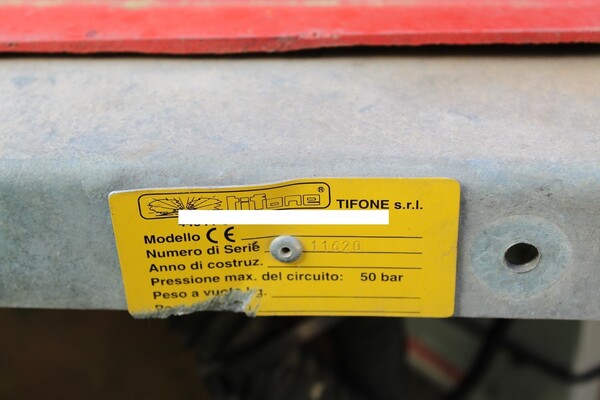 tifone® TIFONE s.r.l.
Modello CE
Numero di Serie 11620
Anno di costruz.
Pressione max. del circuito: 50 bar
Peso a vuoto kg.